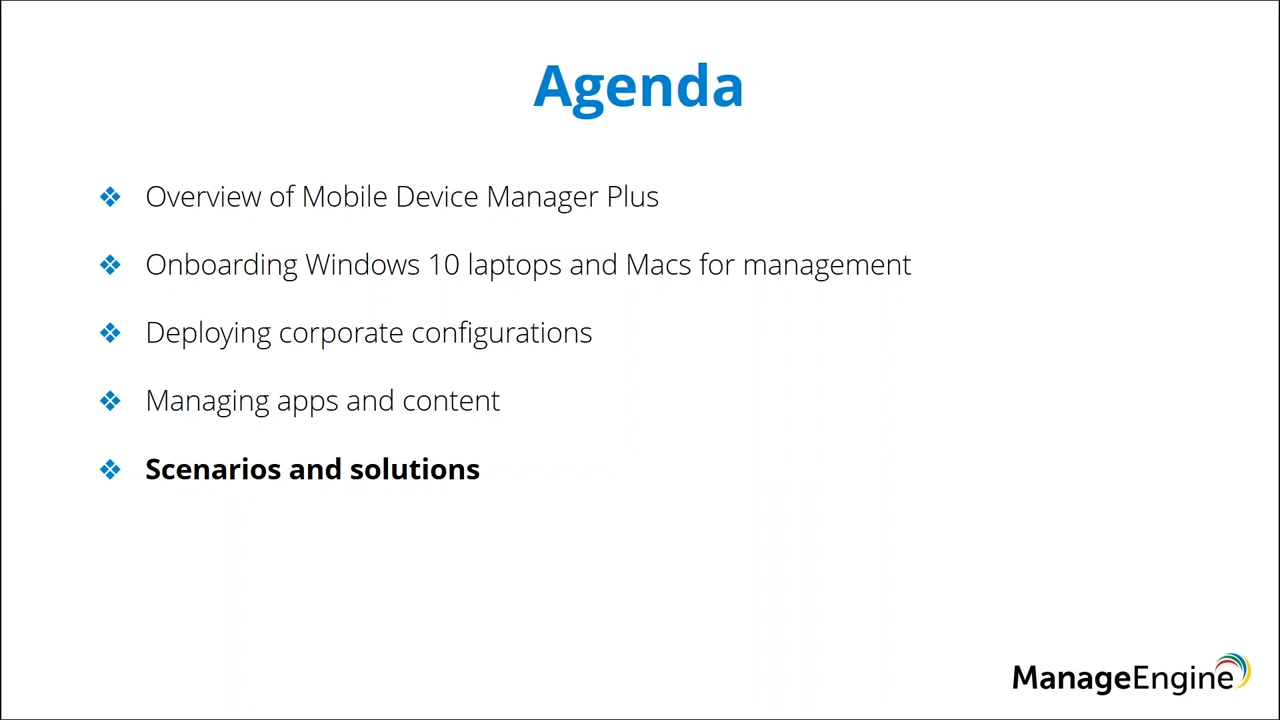 Agenda
Overview of Mobile Device Manager Plus
Onboarding Windows 10 laptops and Macs for management
Deploying corporate configurations
Managing apps and content
Scenarios and solutions
ManageEngine